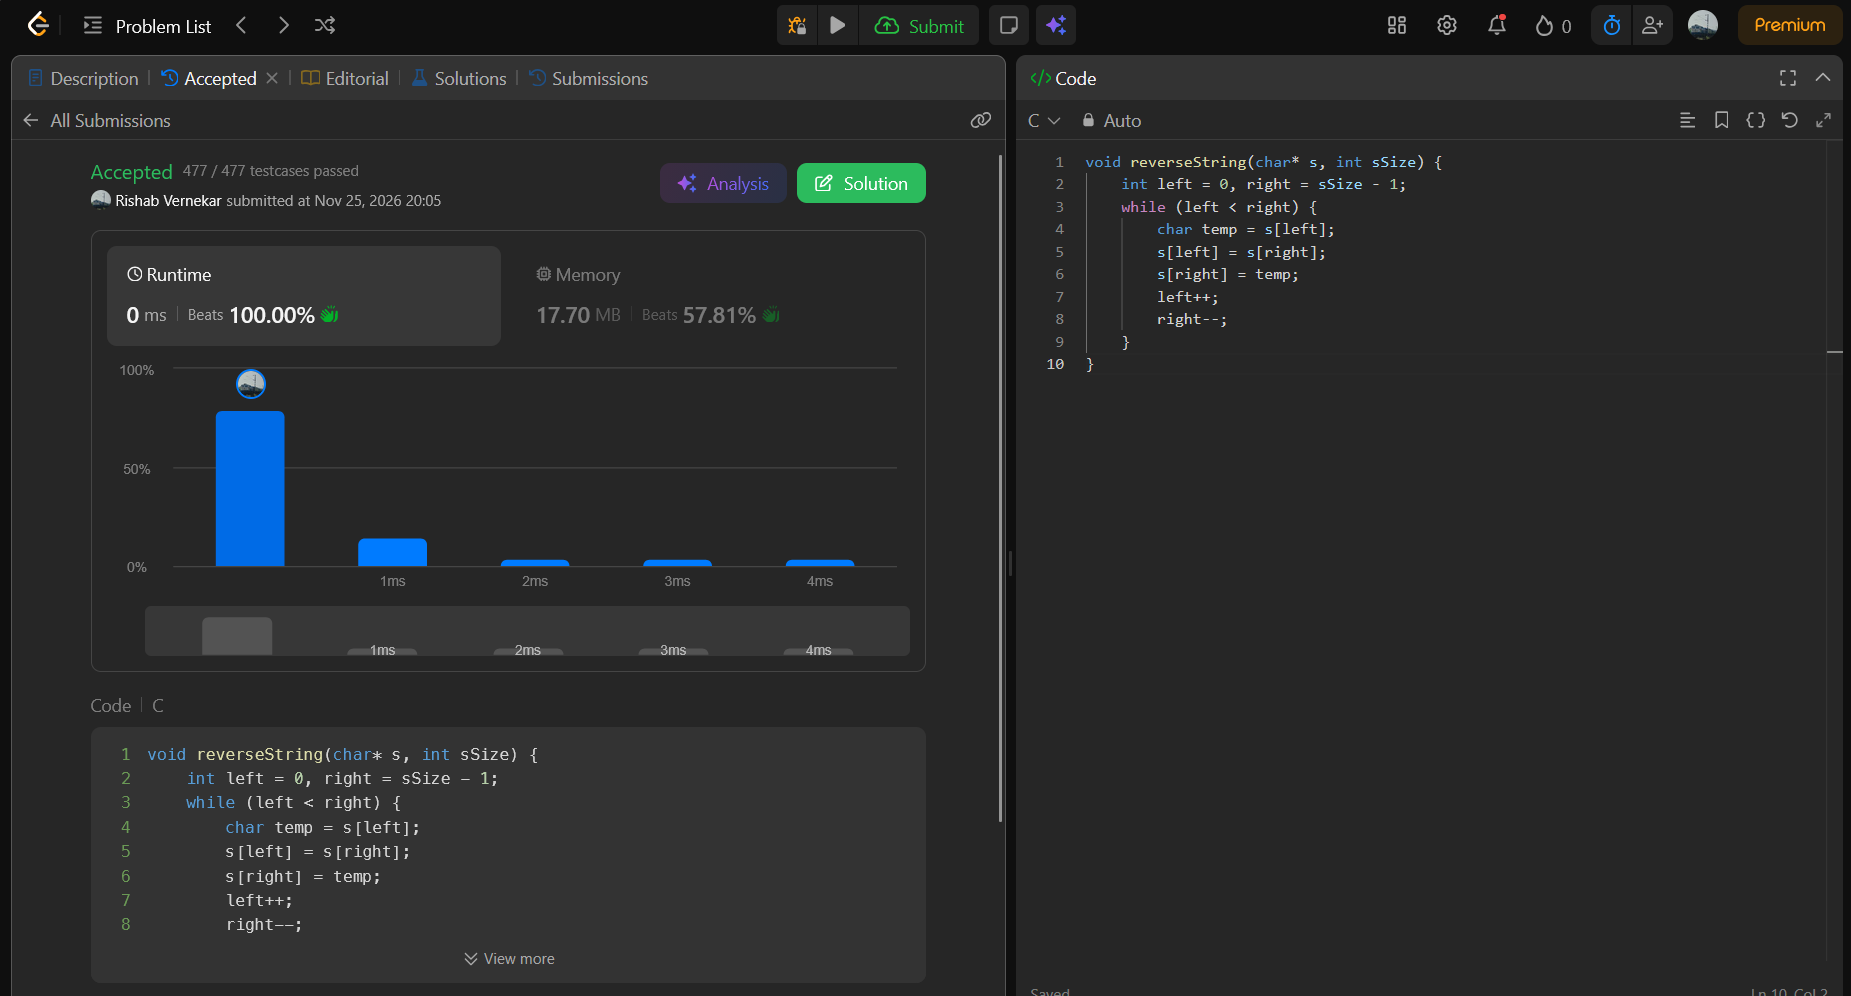 Problem List
Submit
0
Premium
Description
Accepted
Editorial
Solutions
Submissions
All Submissions
Accepted 477 / 477 testcases passed
Rishab Vernekar submitted at Nov 25, 2026 20:05
Analysis
Solution
Runtime
0 ms Beats 100.00%
Memory
17.70 MB Beats 57.81%
100%
50%
0%
1ms 2ms 3ms 4ms
1ms 2ms 3ms 4ms
Code C
1 void reverseString(char* s, int sSize) {
2 int left = 0, right = sSize - 1;
3 while (left < right) {
4 char temp = s[left];
5 s[left] = s[right];
6 s[right] = temp;
7 left++;
8 right--;
View more
</> Code
C Auto
1 void reverseString(char* s, int sSize) {
2 int left = 0, right = sSize - 1;
3 while (left < right) {
4 char temp = s[left];
5 s[left] = s[right];
6 s[right] = temp;
7 left++;
8 right--;
9 }
10 }
Saved
Ln 10, Col 2